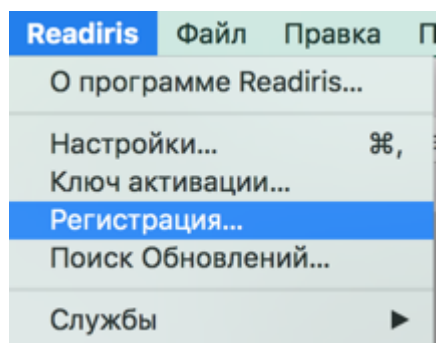 Readiris Файл Правка
О программе Readiris...
Настройки... ⌘,
Ключ активации...
Регистрация...
Поиск Обновлений...
Службы ▶